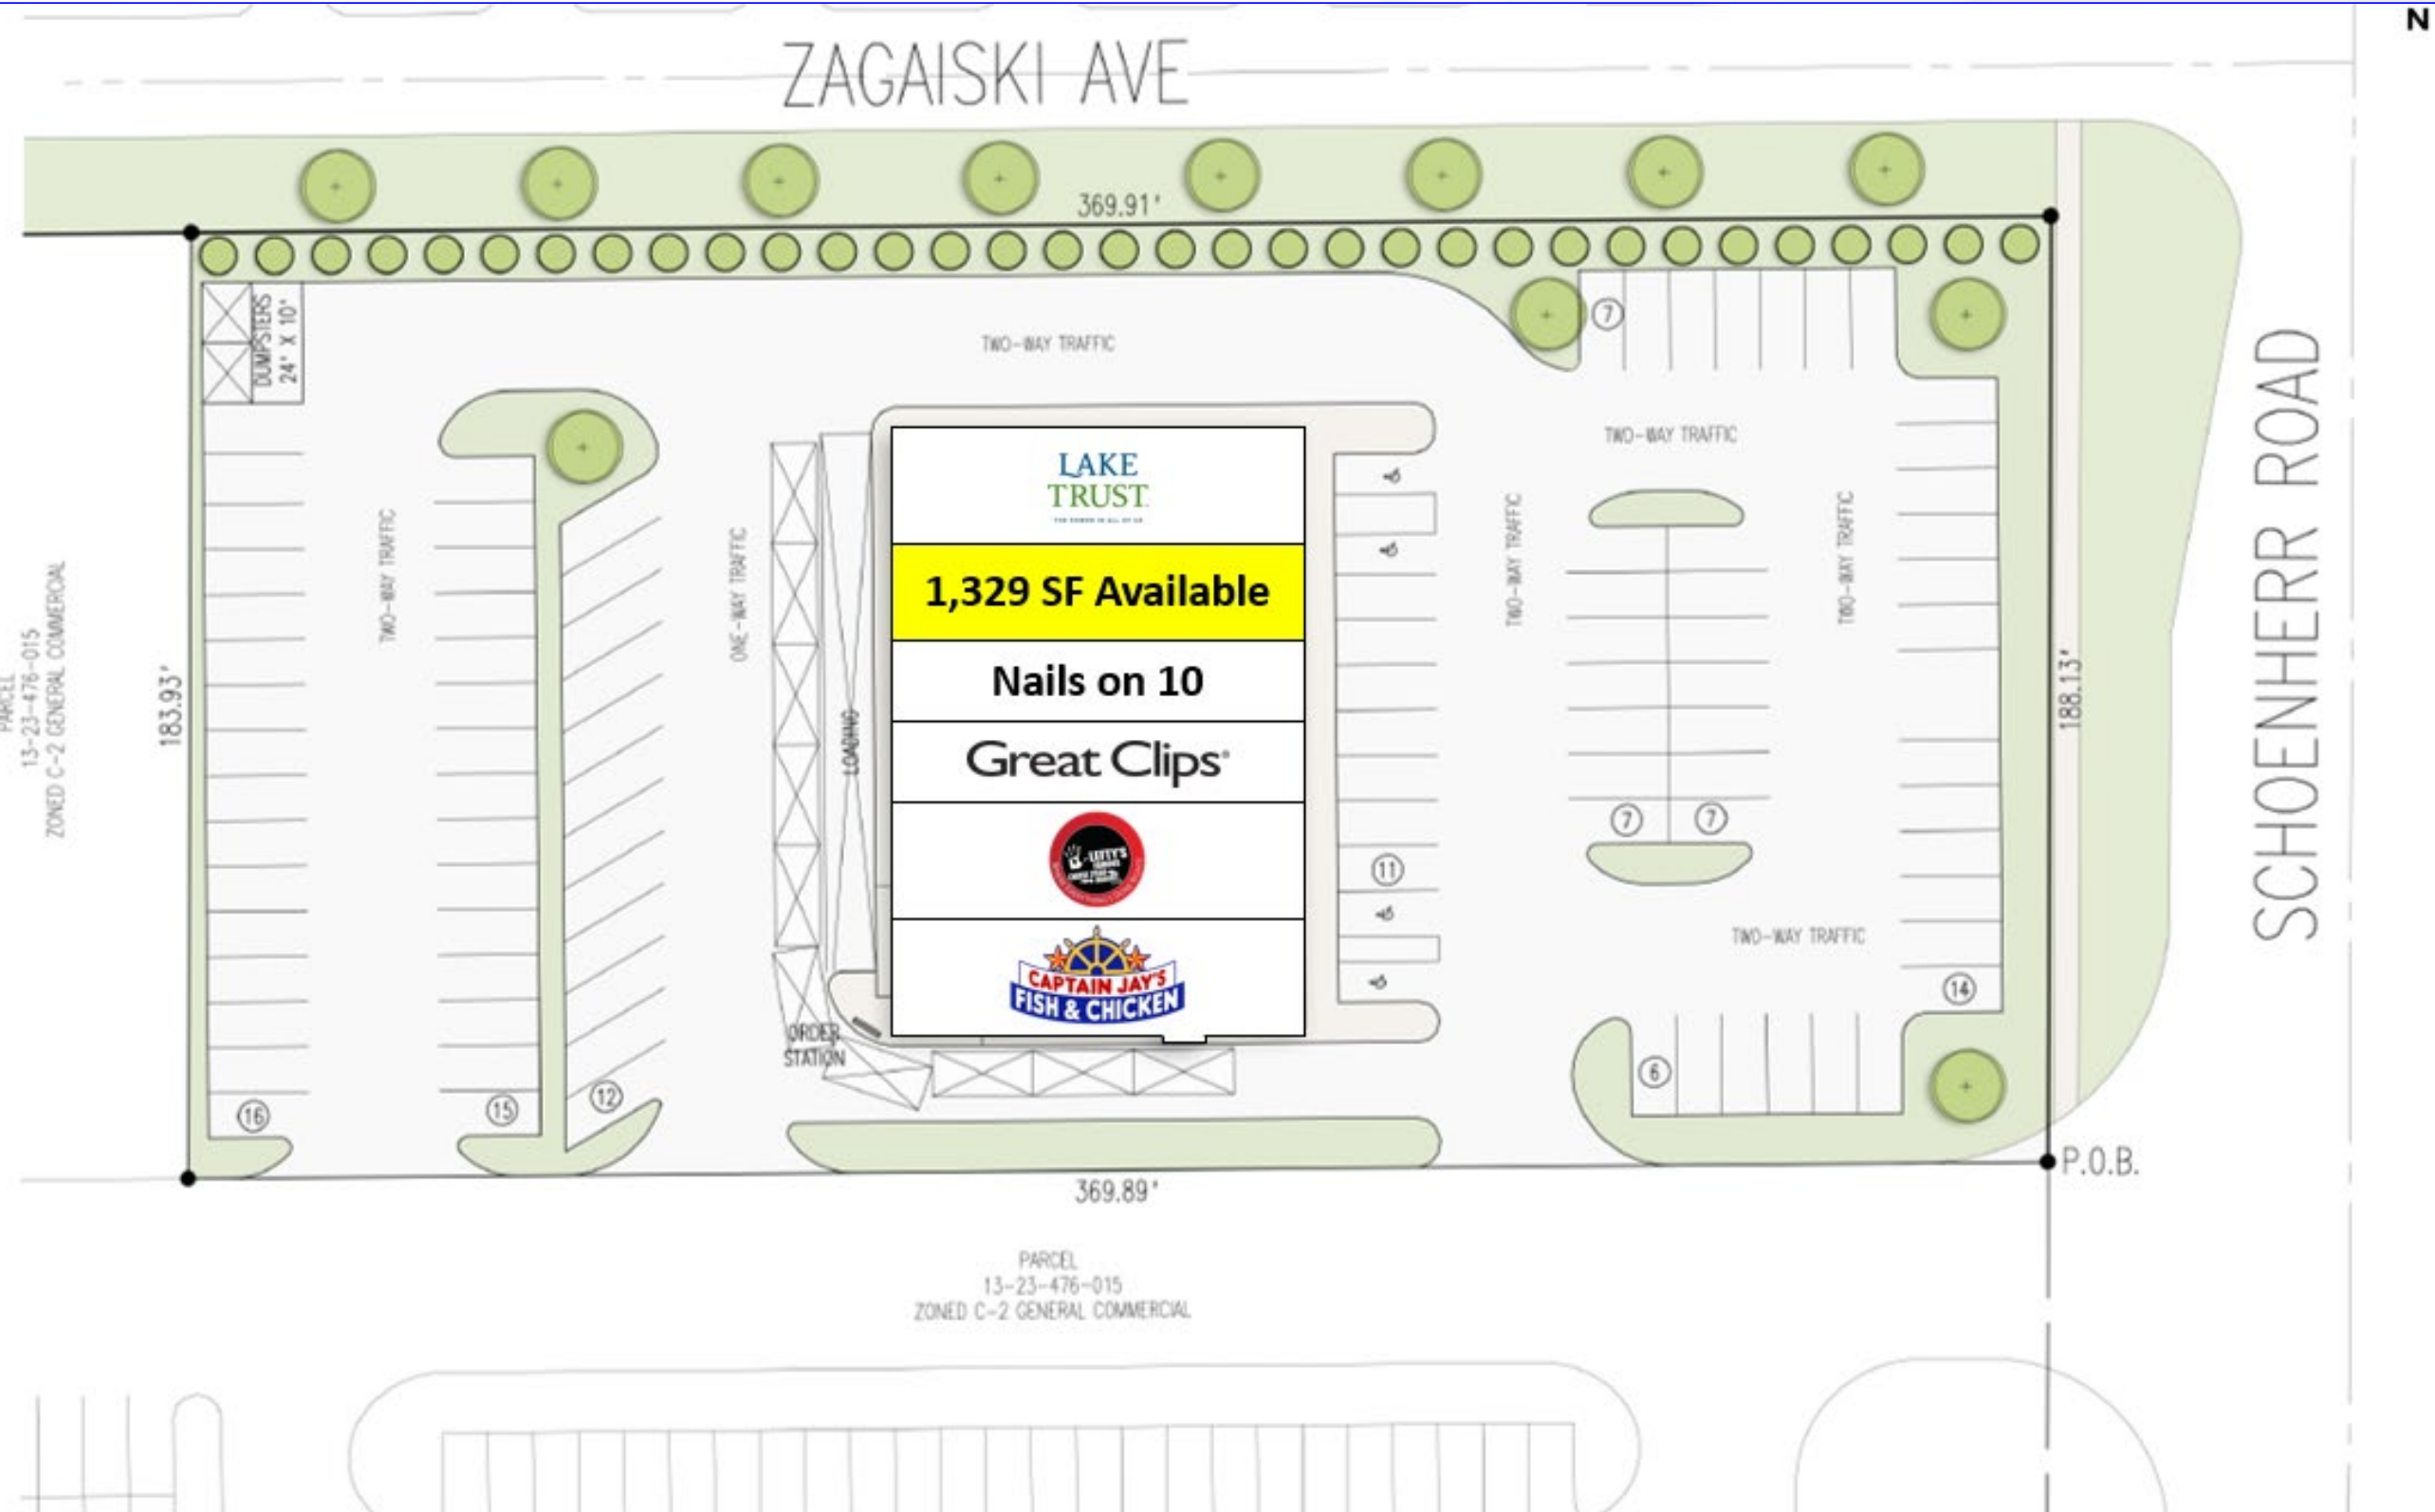 N
ZAGAISKI AVE
369.91'
DUMPSTERS
24' X 10'
7
TWO-WAY TRAFFIC
TWO-WAY TRAFFIC
LAKE
TRUST
1,329 SF Available
Nails on 10
Great Clips
CAPTAIN JAY'S
FISH & CHICKEN
TWO-WAY TRAFFIC
ONE-WAY TRAFFIC
LOADING
TWO-WAY TRAFFIC
TWO-WAY TRAFFIC
SCHOENHERR ROAD
PARCEL
13-23-476-015
ZONED C-2 GENERAL COMMERCIAL
183.93'
188.13'
7
7
11
TWO-WAY TRAFFIC
14
ORDER
STATION
6
16
15
12
P.O.B.
369.89'
PARCEL
13-23-476-015
ZONED C-2 GENERAL COMMERCIAL